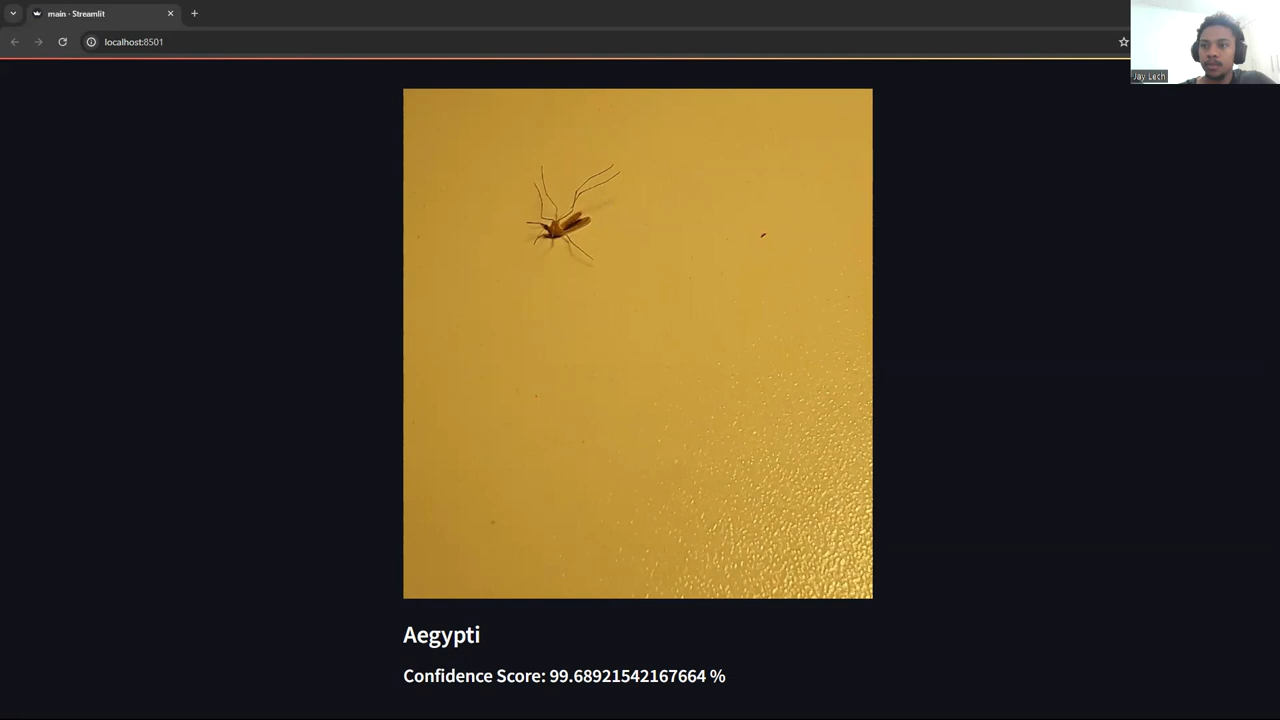 main · Streamlit
localhost:8501
Jay Lech
Aegypti
Confidence Score: 99.68921542167664 %